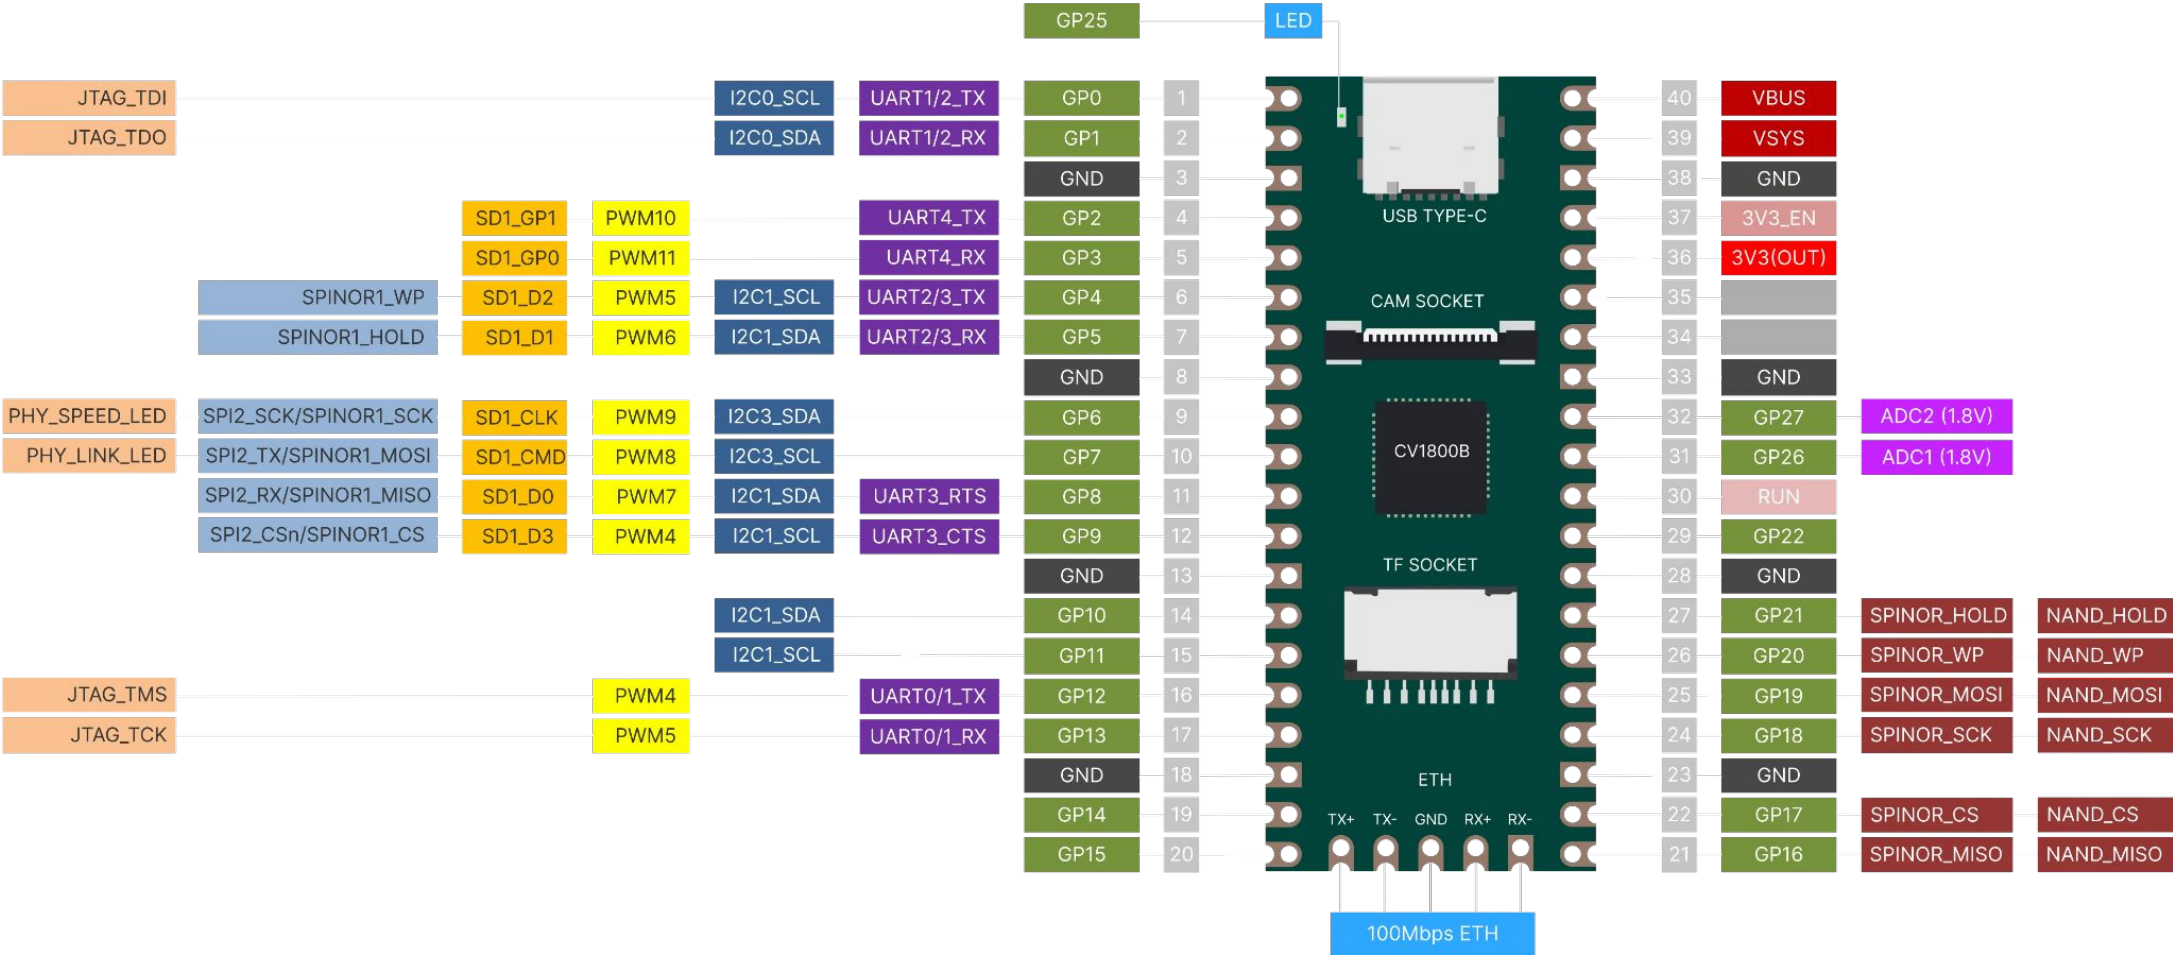 GP25 LED
JTAG_TDI I2C0_SCL UART1/2_TX GP0 1 40 VBUS
JTAG_TDO I2C0_SDA UART1/2_RX GP1 2 39 VSYS
GND 3 38 GND
SD1_GP1 PWM10 UART4_TX GP2 4 USB TYPE-C 37 3V3_EN
SD1_GP0 PWM11 UART4_RX GP3 5 36 3V3(OUT)
SPINOR1_WP SD1_D2 PWM5 I2C1_SCL UART2/3_TX GP4 6 CAM SOCKET 35
SPINOR1_HOLD SD1_D1 PWM6 I2C1_SDA UART2/3_RX GP5 7 34
GND 8 33 GND
PHY_SPEED_LED SPI2_SCK/SPINOR1_SCK SD1_CLK PWM9 I2C3_SDA GP6 9 32 GP27 ADC2 (1.8V)
PHY_LINK_LED SPI2_TX/SPINOR1_MOSI SD1_CMD PWM8 I2C3_SCL GP7 10 CV1800B 31 GP26 ADC1 (1.8V)
SPI2_RX/SPINOR1_MISO SD1_D0 PWM7 I2C1_SDA UART3_RTS GP8 11 30 RUN
SPI2_CSn/SPINOR1_CS SD1_D3 PWM4 I2C1_SCL UART3_CTS GP9 12 29 GP22
GND 13 TF SOCKET 28 GND
I2C1_SDA GP10 14 27 GP21 SPINOR_HOLD NAND_HOLD
I2C1_SCL GP11 15 26 GP20 SPINOR_WP NAND_WP
JTAG_TMS PWM4 UART0/1_TX GP12 16 25 GP19 SPINOR_MOSI NAND_MOSI
JTAG_TCK PWM5 UART0/1_RX GP13 17 24 GP18 SPINOR_SCK NAND_SCK
GND 18 ETH 23 GND
GP14 19 TX+ TX- GND RX+ RX- 22 GP17 SPINOR_CS NAND_CS
GP15 20 21 GP16 SPINOR_MISO NAND_MISO
100Mbps ETH